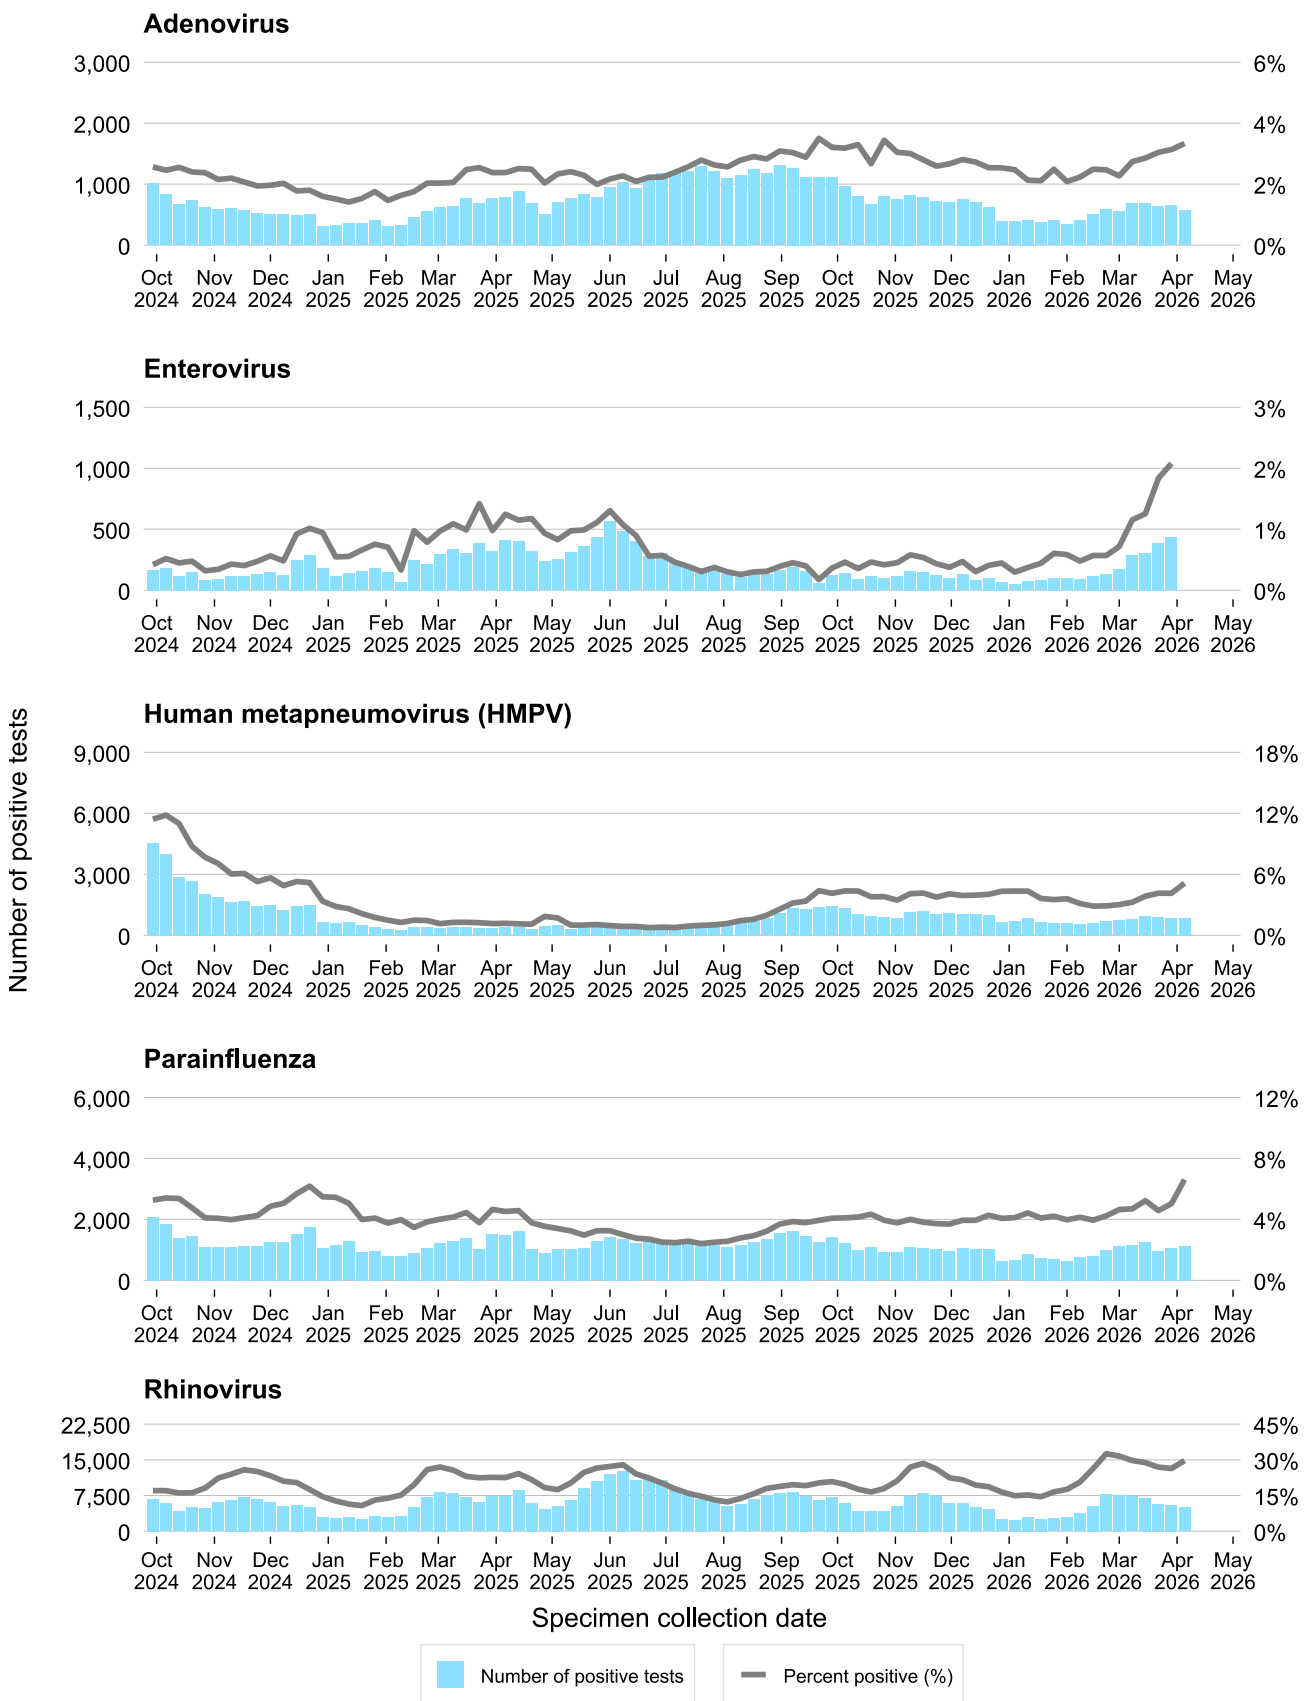 Number of positive tests
Adenovirus
3,000 6%
2,000 4%
1,000 2%
0 0%
Oct Nov Dec Jan Feb Mar Apr May Jun Jul Aug Sep Oct Nov Dec Jan Feb Mar Apr May
2024 2024 2024 2025 2025 2025 2025 2025 2025 2025 2025 2025 2025 2025 2025 2026 2026 2026 2026 2026
Enterovirus
1,500 3%
1,000 2%
500 1%
0 0%
Oct Nov Dec Jan Feb Mar Apr May Jun Jul Aug Sep Oct Nov Dec Jan Feb Mar Apr May
2024 2024 2024 2025 2025 2025 2025 2025 2025 2025 2025 2025 2025 2025 2025 2026 2026 2026 2026 2026
Human metapneumovirus (HMPV)
9,000 18%
6,000 12%
3,000 6%
0 0%
Oct Nov Dec Jan Feb Mar Apr May Jun Jul Aug Sep Oct Nov Dec Jan Feb Mar Apr May
2024 2024 2024 2025 2025 2025 2025 2025 2025 2025 2025 2025 2025 2025 2025 2026 2026 2026 2026 2026
Parainfluenza
6,000 12%
4,000 8%
2,000 4%
0 0%
Oct Nov Dec Jan Feb Mar Apr May Jun Jul Aug Sep Oct Nov Dec Jan Feb Mar Apr May
2024 2024 2024 2025 2025 2025 2025 2025 2025 2025 2025 2025 2025 2025 2025 2026 2026 2026 2026 2026
Rhinovirus
22,500 45%
15,000 30%
7,500 15%
0 0%
Oct Nov Dec Jan Feb Mar Apr May Jun Jul Aug Sep Oct Nov Dec Jan Feb Mar Apr May
2024 2024 2024 2025 2025 2025 2025 2025 2025 2025 2025 2025 2025 2025 2025 2026 2026 2026 2026 2026
Specimen collection date
Number of positive tests Percent positive (%)